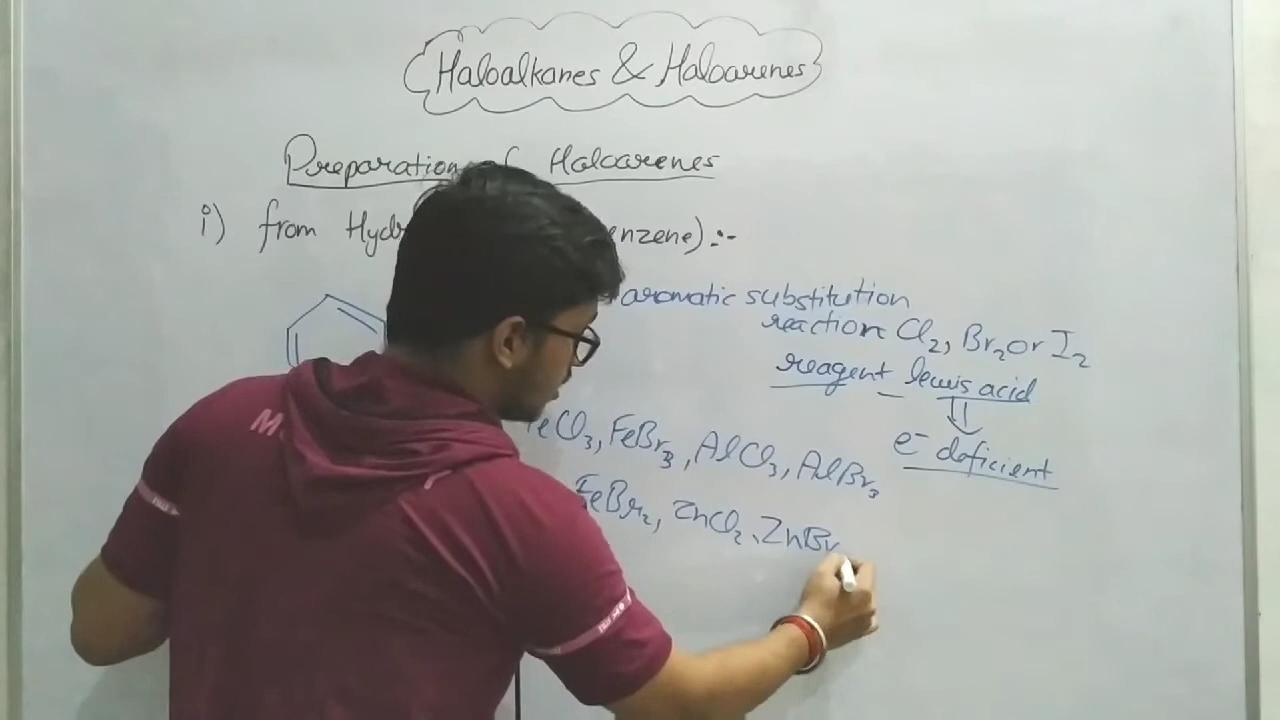 Haloalkanes & Haloarenes
Preparation of Haloarenes
i) from Hyd enzene) :-
aromatic substitution
reaction Cl2, Br2 or I2
reagent - lewis acid
e- deficient
eCl3, FeBr3, AlCl3, AlBr3
FeBr2, ZnCl2, ZnBr
M